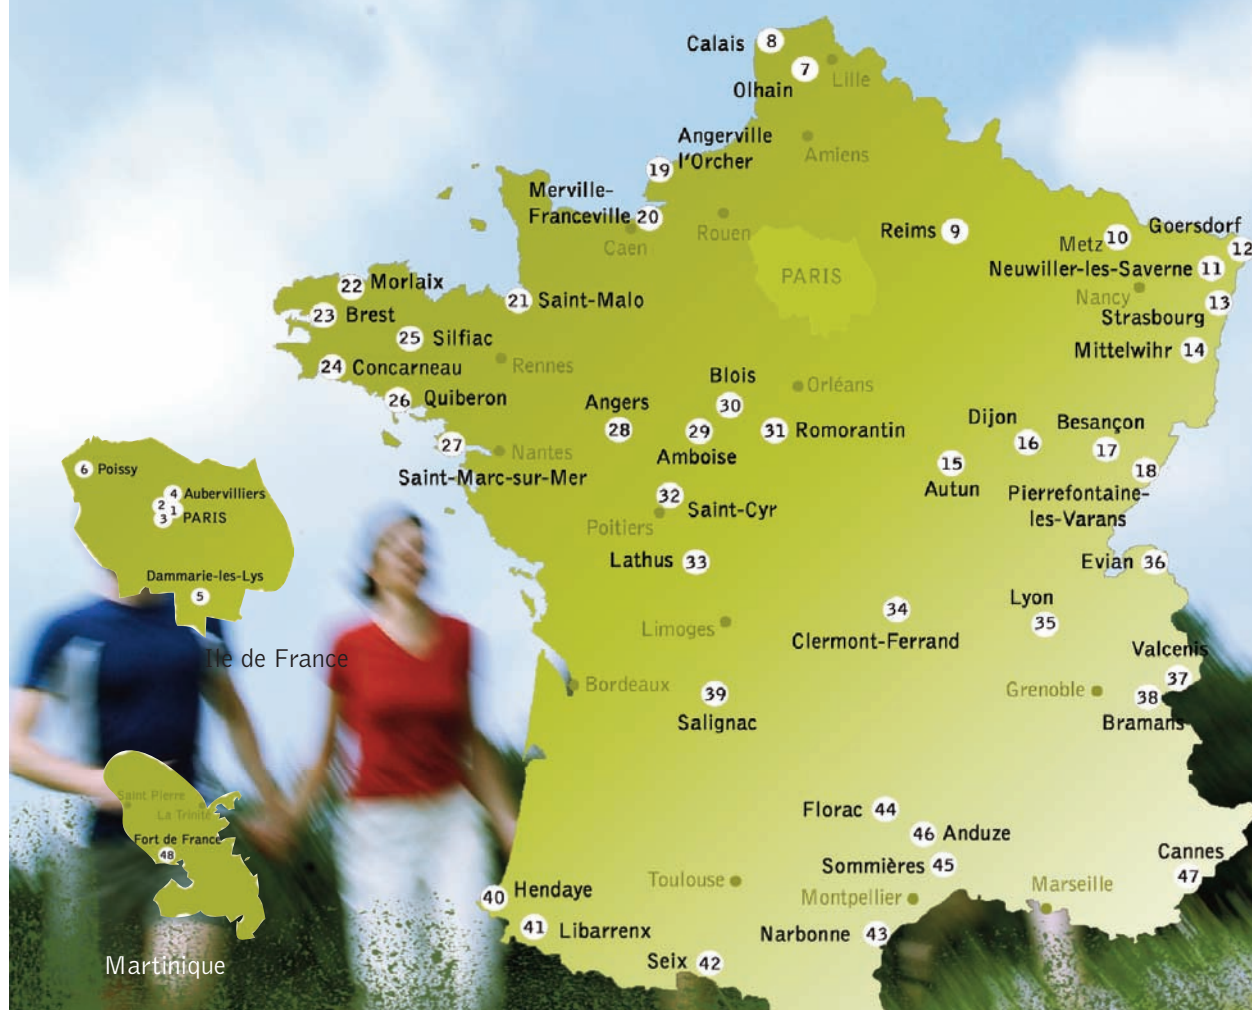 Calais 8
7
Olhain
Lille
Angerville
l'Orcher
19
Amiens
Merville-
Franceville 20
Caen
Rouen
Reims 9
Metz 10
Goersdorf
12
Neuwiller-les-Saverne 11
PARIS
Nancy
13
Strasbourg
Mittelwihr 14
22 Morlaix
21 Saint-Malo
23 Brest
25 Silfiac
24 Concarneau
Rennes
26 Quiberon
Blois
30
Orléans
Angers
28
29
Amboise
31 Romorantin
Dijon
16
Besançon
17
27
Nantes
Saint-Marc-sur-Mer
15
Autun
18
Pierrefontaine-
les-Varans
6 Poissy
4 Aubervilliers
2
1
3 PARIS
Dammarie-les-Lys
5
Ile de France
32
Saint-Cyr
Poitiers
Lathus 33
Evian 36
34
Clermont-Ferrand
Lyon
35
Limoges
Valcenis
37
Bordeaux
39
Salignac
Grenoble
38
Bramans
Saint Pierre
La Trinité
Fort de France
48
Martinique
Florac 44
46 Anduze
Sommières 45
Cannes
47
Toulouse
Montpellier
Marseille
40 Hendaye
41 Libarrenx
Narbonne 43
Seix 42